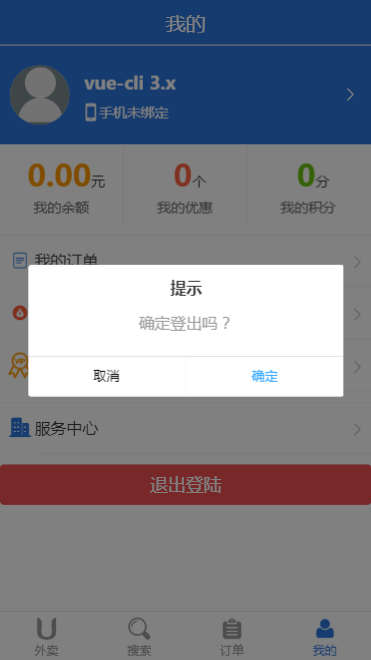 我的
vue-cli 3.x
手机未绑定
0.00元
0个
0分
我的余额
我的优惠
我的积分
我的订单
提示
确定登出吗？
VIP
取消
确定
服务中心
退出登陆
外卖
搜索
订单
我的